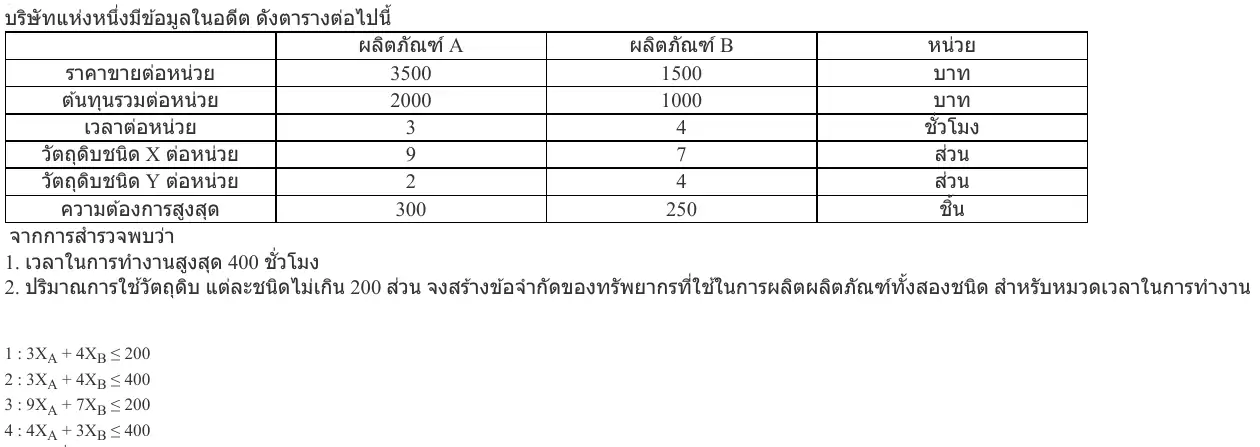 บริษัทแห่งหนึ่งมีข้อมูลในอดีต ดังตารางต่อไปนี้
ผลิตภัณฑ์ A ผลิตภัณฑ์ B หน่วย
ราคาขายต่อหน่วย 3500 1500 บาท
ต้นทุนรวมต่อหน่วย 2000 1000 บาท
เวลาต่อหน่วย 3 4 ชั่วโมง
วัตถุดิบชนิด X ต่อหน่วย 9 7 ส่วน
วัตถุดิบชนิด Y ต่อหน่วย 2 4 ส่วน
ความต้องการสูงสุด 300 250 ชิ้น
จากการสำรวจพบว่า
1. เวลาในการทำงานสูงสุด 400 ชั่วโมง
2. ปริมาณการใช้วัตถุดิบ แต่ละชนิดไม่เกิน 200 ส่วน จงสร้างข้อจำกัดของทรัพยากรที่ใช้ในการผลิตผลิตภัณฑ์ทั้งสองชนิด สำหรับหมวดเวลาในการทำงาน
1 : 3XA + 4XB ≤ 200
2 : 3XA + 4XB ≤ 400
3 : 9XA + 7XB ≤ 200
4 : 4XA + 3XB ≤ 400